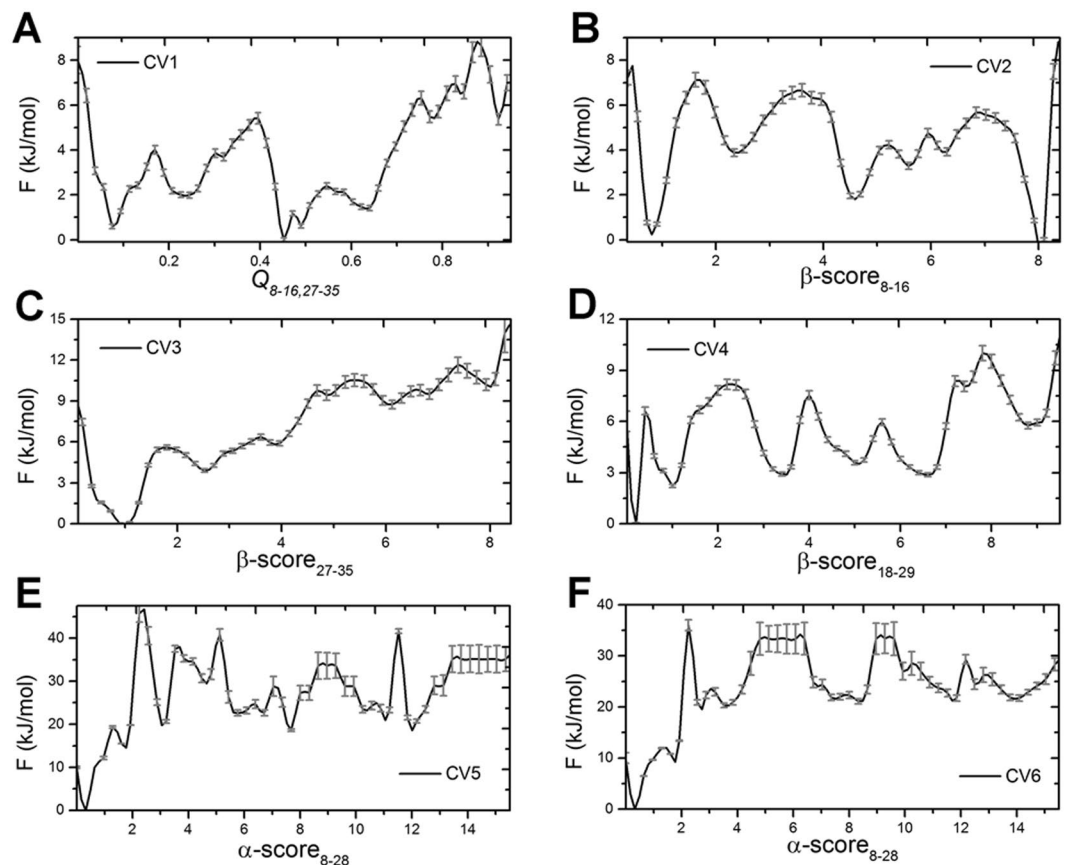 A
CV1
F (kJ/mol)
8
6
4
2
0
0.2 0.4 0.6 0.8
Q8-16,27-35
B
CV2
F (kJ/mol)
8
6
4
2
0
2 4 6 8
β-score8-16
C
CV3
F (kJ/mol)
15
12
9
6
3
0
2 4 6 8
β-score27-35
D
CV4
F (kJ/mol)
12
9
6
3
0
2 4 6 8
β-score18-29
E
CV5
F (kJ/mol)
40
30
20
10
0
2 4 6 8 10 12 14
α-score8-28
F
CV6
F (kJ/mol)
40
30
20
10
0
2 4 6 8 10 12 14
α-score8-28